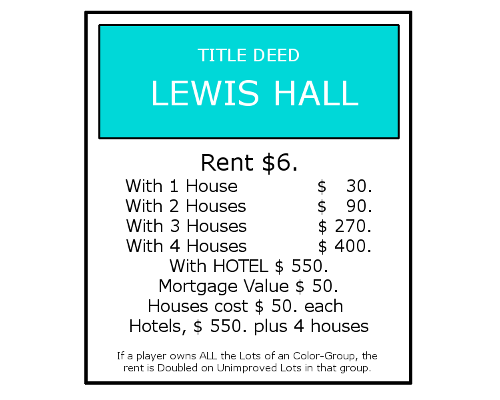 TITLE DEED
LEWIS HALL
Rent $6.
With 1 House $ 30.
With 2 Houses $ 90.
With 3 Houses $ 270.
With 4 Houses $ 400.
With HOTEL $ 550.
Mortgage Value $ 50.
Houses cost $ 50. each
Hotels, $ 550. plus 4 houses
If a player owns ALL the Lots of an Color-Group, the
rent is Doubled on Unimproved Lots in that group.